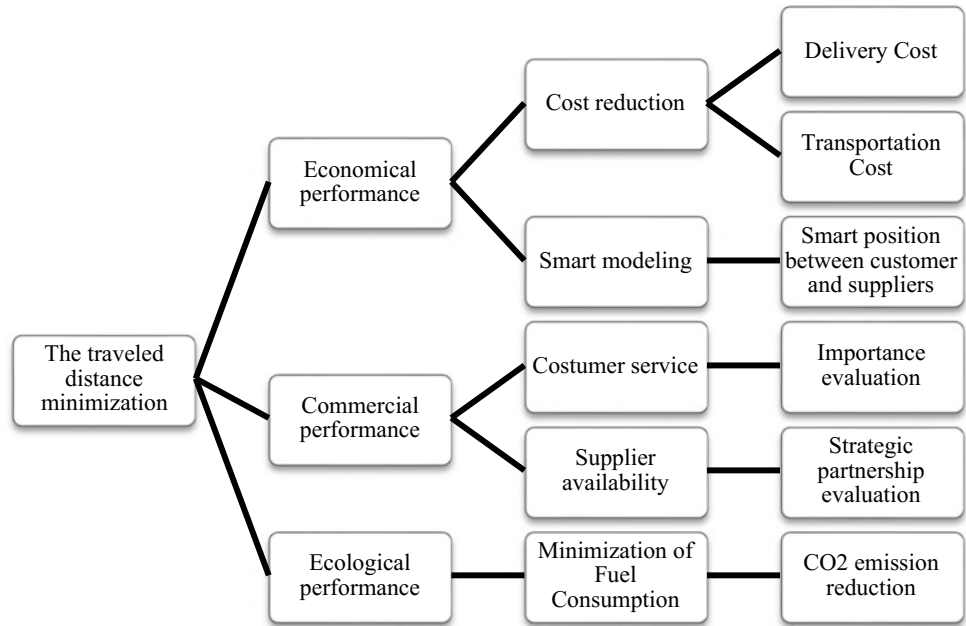 The traveled
distance
minimization
Economical
performance
Commercial
performance
Ecological
performance
Cost reduction
Smart modeling
Costumer service
Supplier
availability
Minimization of
Fuel
Consumption
Delivery Cost
Transportation
Cost
Smart position
between customer
and suppliers
Importance
evaluation
Strategic
partnership
evaluation
CO2 emission
reduction